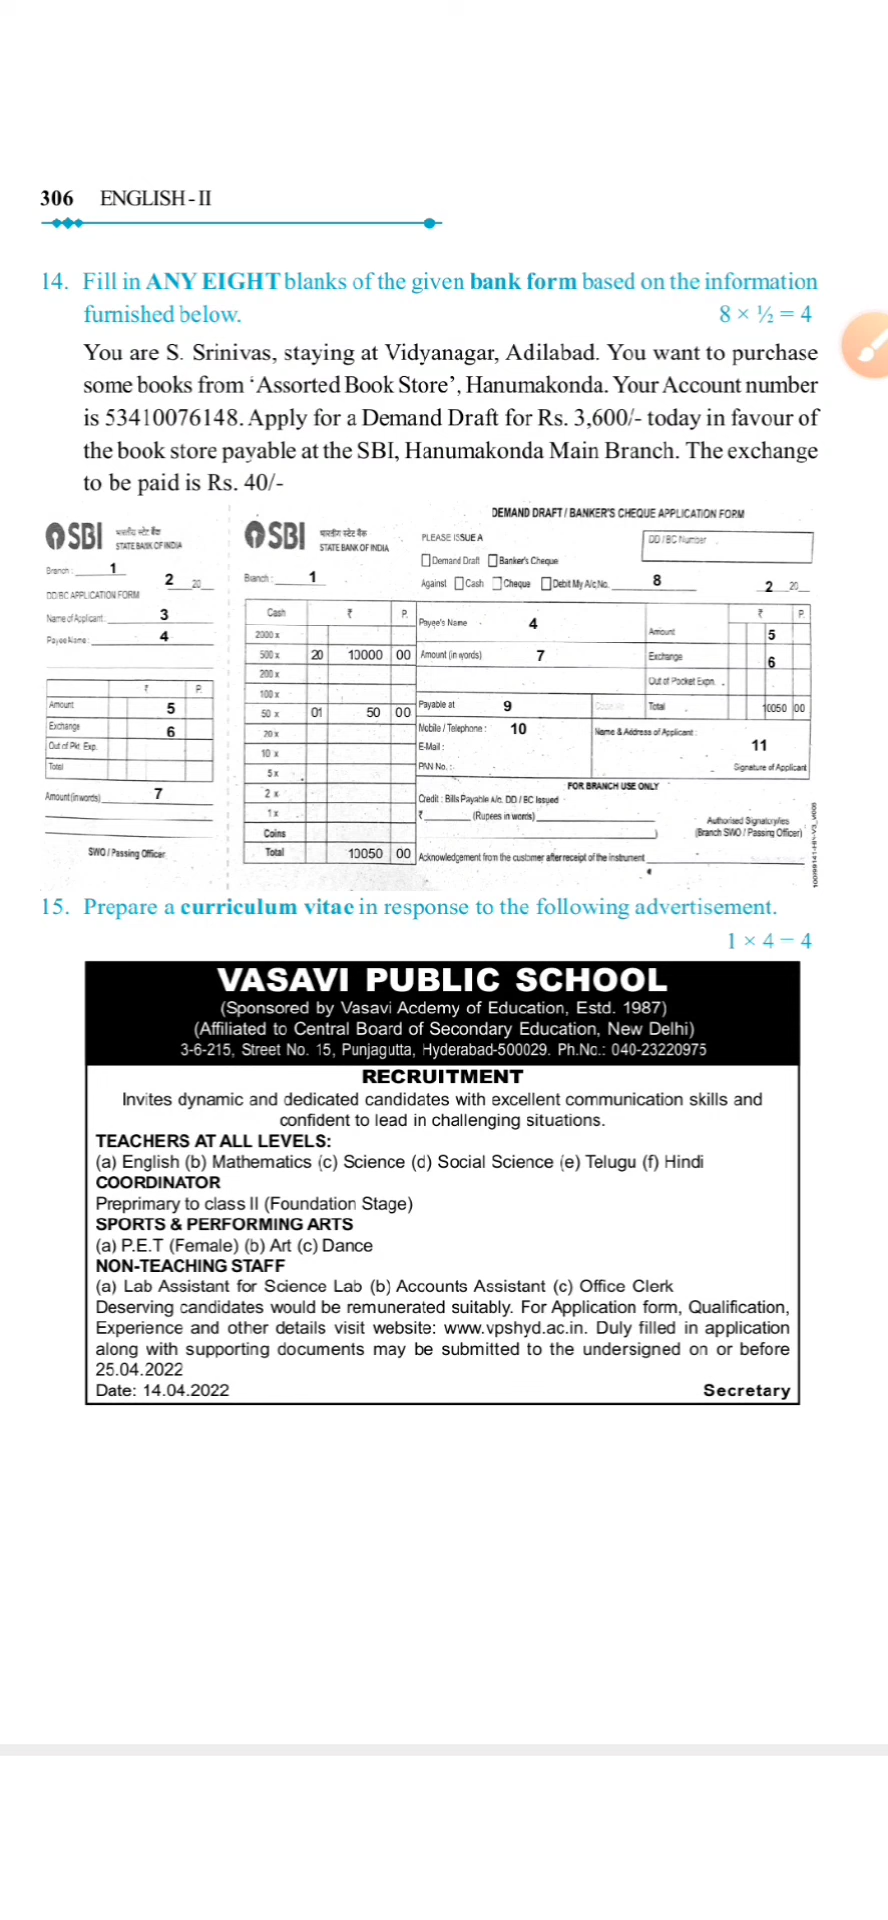 306 ENGLISH - II
14. Fill in ANY EIGHT blanks of the given bank form based on the information
furnished below. 8 × ½ = 4
You are S. Srinivas, staying at Vidyanagar, Adilabad. You want to purchase
some books from ‘Assorted Book Store’, Hanumakonda. Your Account number
is 53410076148. Apply for a Demand Draft for Rs. 3,600/- today in favour of
the book store payable at the SBI, Hanumakonda Main Branch. The exchange
to be paid is Rs. 40/-
SBI
भारतीय स्टेट बैंक
STATE BANK OF INDIA
Branch : 1
2 20
DD/BC APPLICATION FORM
Name of Applicant : 3
Payee Name : 4
₹ P.
Amount 5
Exchange 6
Out of Pkt. Exp.
Total
Amount (in words) 7
SWO / Passing Officer
SBI
भारतीय स्टेट बैंक
STATE BANK OF INDIA
Branch : 1
Cash ₹ P.
2000 x
500 x 20 10000 00
200 x
100 x
50 x 01 50 00
20 x
10 x
5 x
2 x
1 x
Coins
Total 10050 00
DEMAND DRAFT / BANKER'S CHEQUE APPLICATION FORM
PLEASE ISSUE A
DD / BC Number
Demand Draft Banker's Cheque
Against Cash Cheque Debit My A/c No. 8
2 20
Payee's Name 4
₹ P.
Amount 5
Amount (in words) 7
Exchange 6
Out of Pocket Expn.
Payable at 9
Total 10050 00
Mobile / Telephone : 10
Name & Address of Applicant :
E-Mail :
11
PAN No. :
Signature of Applicant
FOR BRANCH USE ONLY
Credit : Bills Payable A/c. DD / BC Issued
₹ (Rupees in words)
Authorised Signatory/ies
(Branch SWO / Passing Officer)
Acknowledgement from the customer after receipt of the instrument
15. Prepare a curriculum vitae in response to the following advertisement.
1 × 4 = 4
VASAVI PUBLIC SCHOOL
(Sponsored by Vasavi Acdemy of Education, Estd. 1987)
(Affiliated to Central Board of Secondary Education, New Delhi)
3-6-215, Street No. 15, Punjagutta, Hyderabad-500029. Ph.No.: 040-23220975
RECRUITMENT
Invites dynamic and dedicated candidates with excellent communication skills and
confident to lead in challenging situations.
TEACHERS AT ALL LEVELS:
(a) English (b) Mathematics (c) Science (d) Social Science (e) Telugu (f) Hindi
COORDINATOR
Preprimary to class II (Foundation Stage)
SPORTS & PERFORMING ARTS
(a) P.E.T (Female) (b) Art (c) Dance
NON-TEACHING STAFF
(a) Lab Assistant for Science Lab (b) Accounts Assistant (c) Office Clerk
Deserving candidates would be remunerated suitably. For Application form, Qualification,
Experience and other details visit website: www.vpshyd.ac.in. Duly filled in application
along with supporting documents may be submitted to the undersigned on or before
25.04.2022
Date: 14.04.2022 Secretary